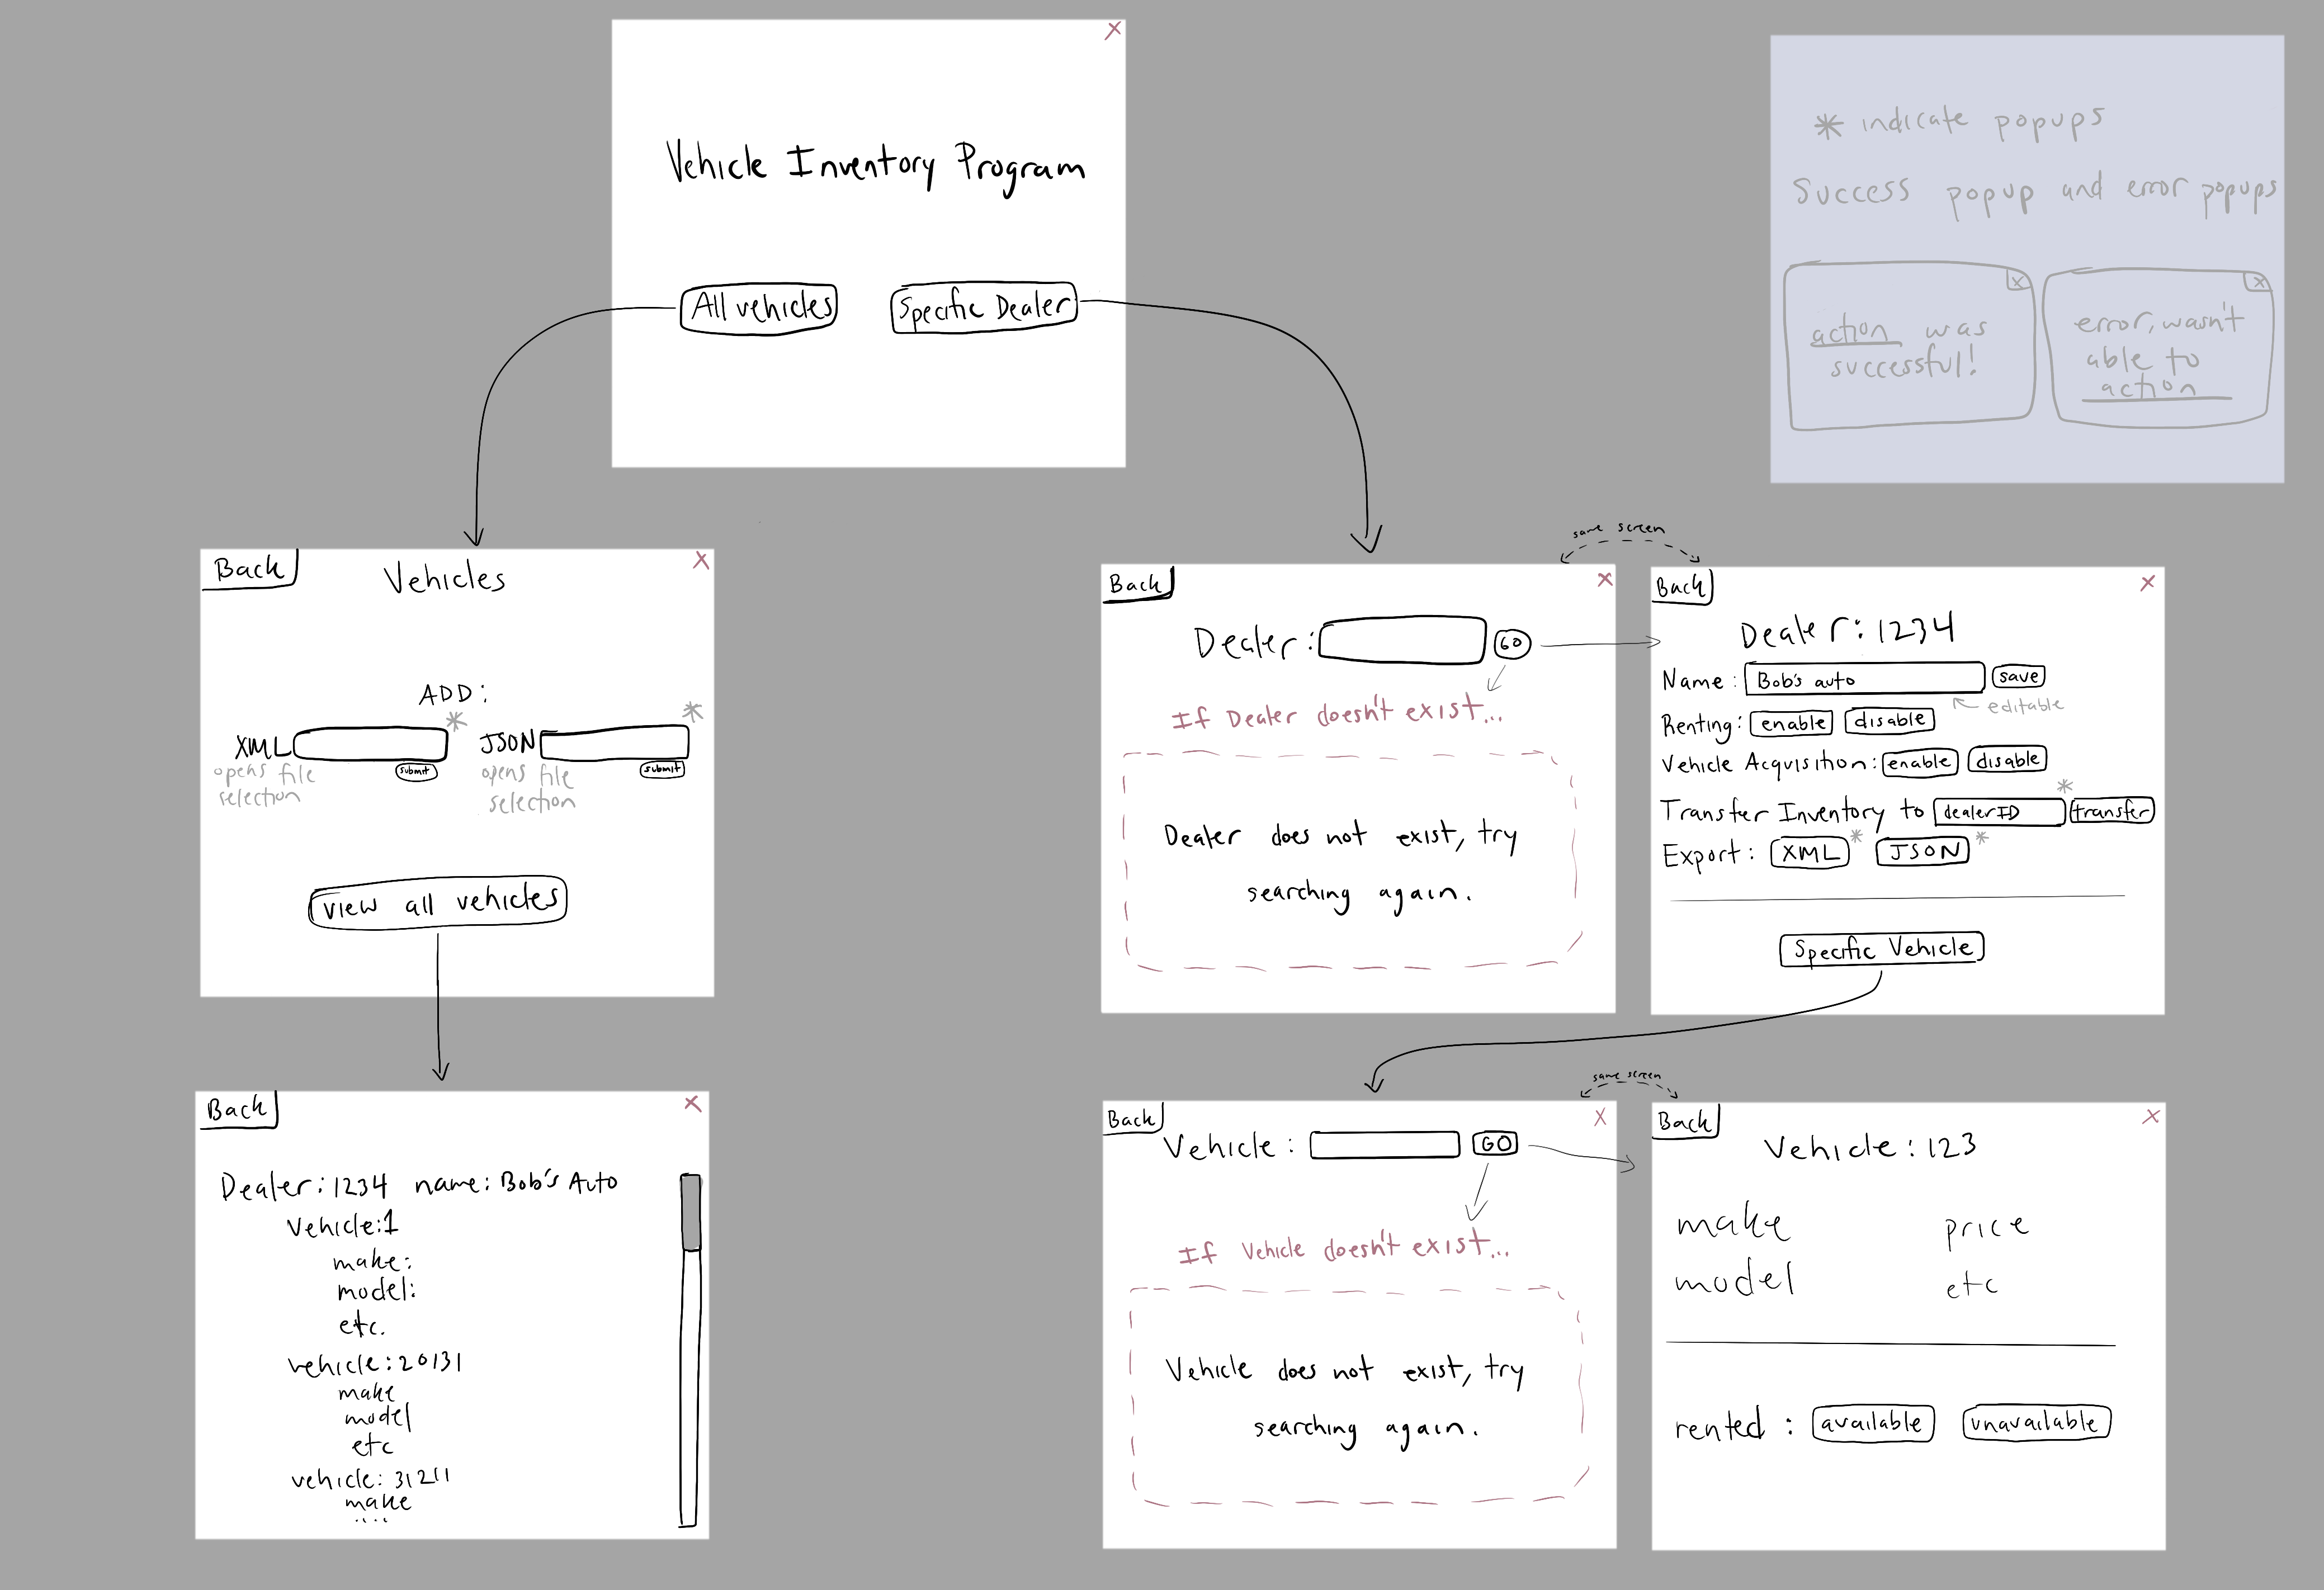 X
Vehicle Inventory Program
All vehicles
Specific Dealer
* indicate popups
Success popup and error popups
x
action was
successful!
x
error, wasn't
able to
action
Back
Vehicles
X
ADD:
XML
*
submit
opens file
selection
JSON
*
submit
opens file
selection
view all vehicles
Back
X
Dealer: 1234 name: Bob's Auto
Vehicle: 1
make:
model:
etc.
vehicle: 20131
make
model
etc
vehicle: 31211
make
.....
same screen
Back
X
Dealer:
GO
If Dealer doesn't exist...
Dealer does not exist, try
searching again.
Back
X
Dealer: 1234
Name: Bob's auto save
editable
Renting: enable disable
Vehicle Acquisition: enable disable
*
Transfer Inventory to dealerID transfer
Export: XML * JSON *
Specific Vehicle
same screen
Back
X
Vehicle: GO
If Vehicle doesn't exist...
Vehicle does not exist, try
searching again.
Back
X
Vehicle: 123
make price
model etc
rented: available unavailable